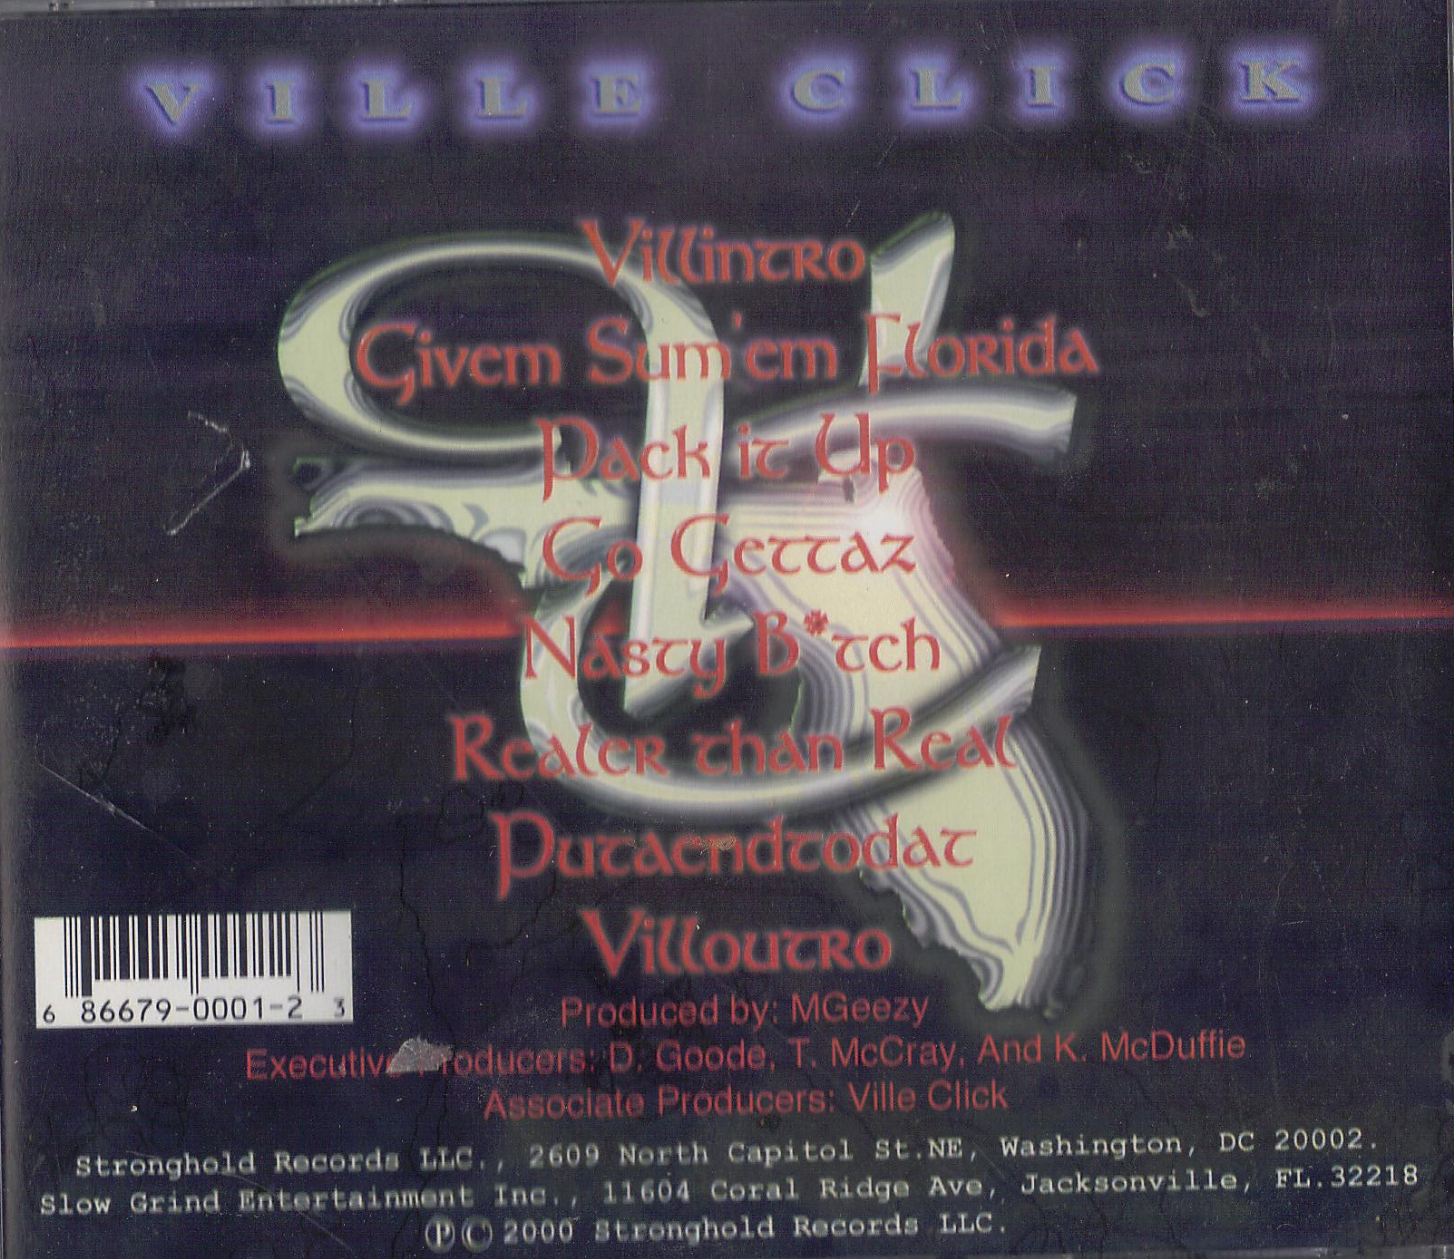 VILLE CLICK
Villintro
Givem Sum'em Florida
Pack it Up
Go Gettaz
Nasty B*tch
Realer than Real
Putaendtodat
Villoutro
6 86679-0001-2 3
Produced by: MGeezy
Executive Producers: D. Goode, T. McCray, And K. McDuffie
Associate Producers: Ville Click
Stronghold Records LLC., 2609 North Capitol St.NE, Washington, DC 20002.
Slow Grind Entertainment Inc., 11604 Coral Ridge Ave, Jacksonville, FL.32218
℗©2000 Stronghold Records LLC.